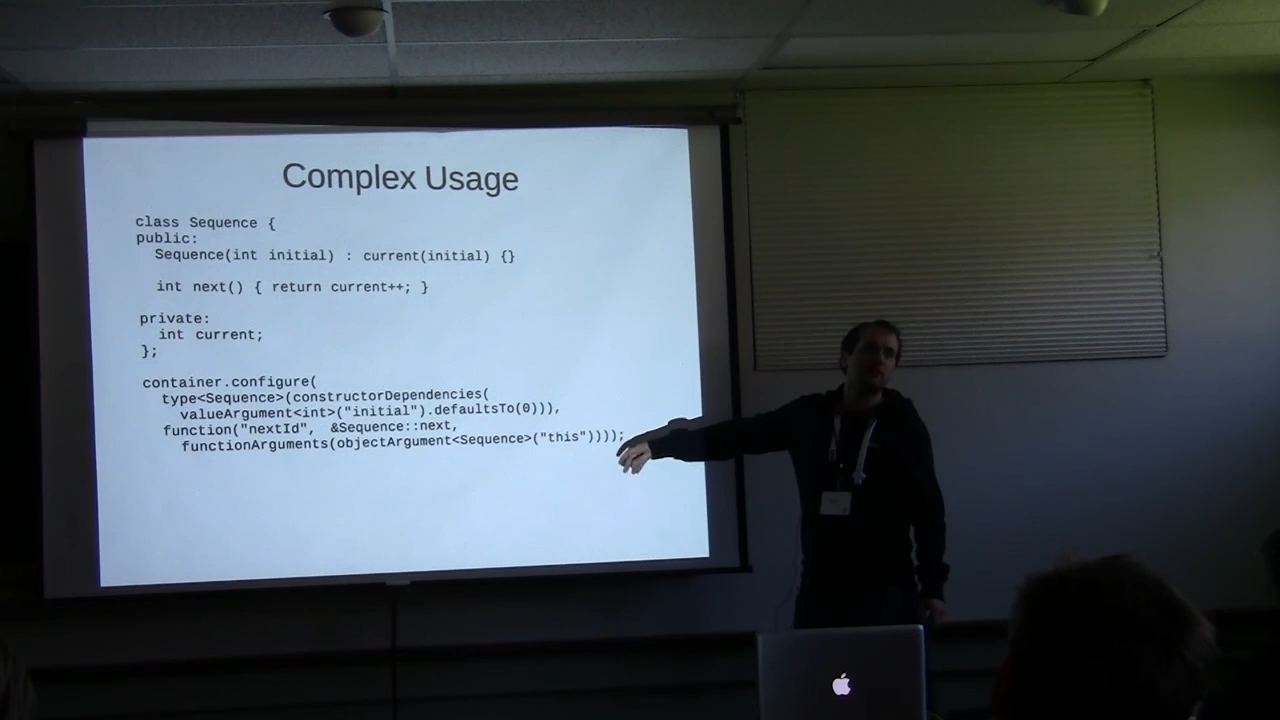 Complex Usage
class Sequence {
public:
Sequence(int initial) : current(initial) {}
int next() { return current++; }
private:
int current;
};
container.configure(
type<Sequence>(constructorDependencies(
valueArgument<int>("initial").defaultsTo(0))),
function("nextId", &Sequence::next,
functionArguments(objectArgument<Sequence>("this"))));